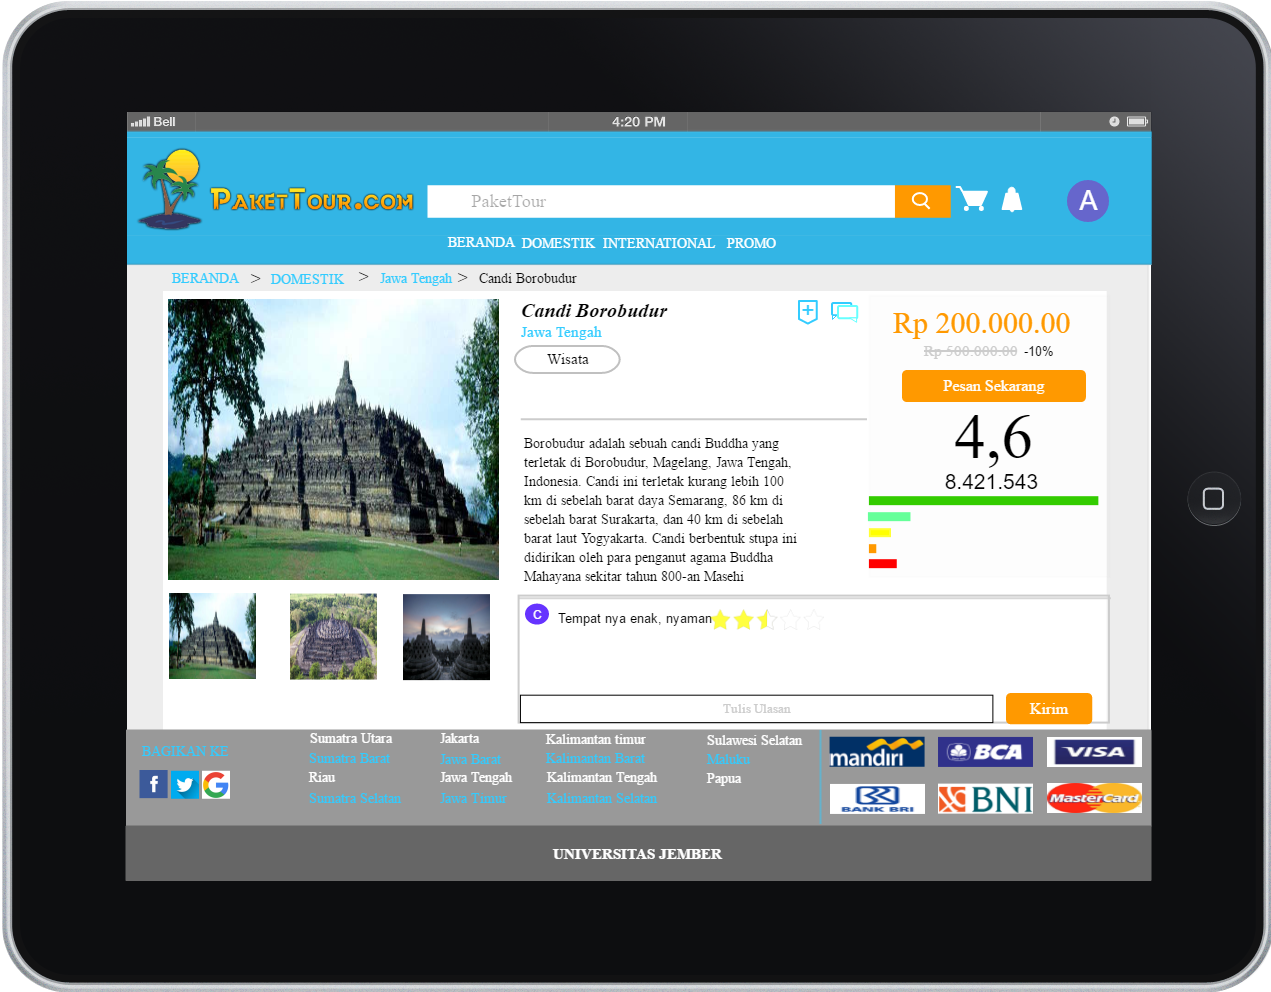 Bell
4:20 PM
PAKETTOUR.COM
PaketTour
A
BERANDA DOMESTIK INTERNATIONAL PROMO
BERANDA > DOMESTIK > Jawa Tengah > Candi Borobudur
Candi Borobudur
Jawa Tengah
Wisata
Borobudur adalah sebuah candi Buddha yang
terletak di Borobudur, Magelang, Jawa Tengah,
Indonesia. Candi ini terletak kurang lebih 100
km di sebelah barat daya Semarang, 86 km di
sebelah barat Surakarta, dan 40 km di sebelah
barat laut Yogyakarta. Candi berbentuk stupa ini
didirikan oleh para penganut agama Buddha
Mahayana sekitar tahun 800-an Masehi
Rp 200.000.00
Rp 500.000.00 -10%
Pesan Sekarang
4,6
8.421.543
C
Tempat nya enak, nyaman
Tulis Ulasan
Kirim
BAGIKAN KE
f
G
Sumatra Utara
Sumatra Barat
Riau
Sumatra Selatan
Jakarta
Jawa Barat
Jawa Tengah
Jawa Timur
Kalimantan timur
Kalimantan Barat
Kalimantan Tengah
Kalimantan Selatan
Sulawesi Selatan
Maluku
Papua
mandiri
BCA
VISA
BANK BRI
BNI
MasterCard
UNIVERSITAS JEMBER